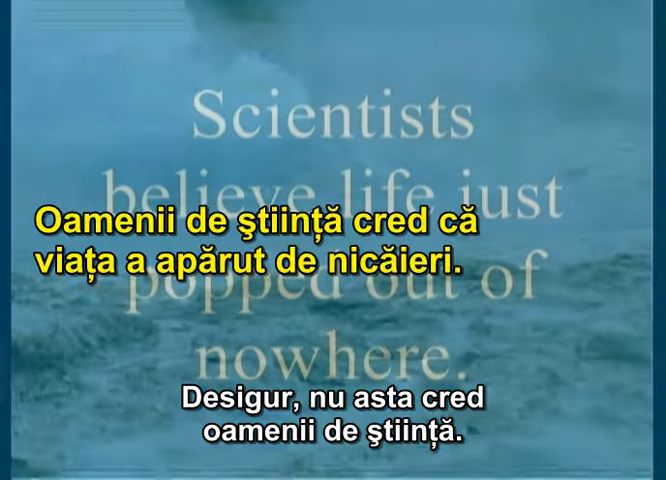 Scientists
believe life just
popped out of
nowhere.
Oamenii de ştiinţă cred că
viaţa a apărut de nicăieri.
Desigur, nu asta cred
oamenii de ştiinţă.